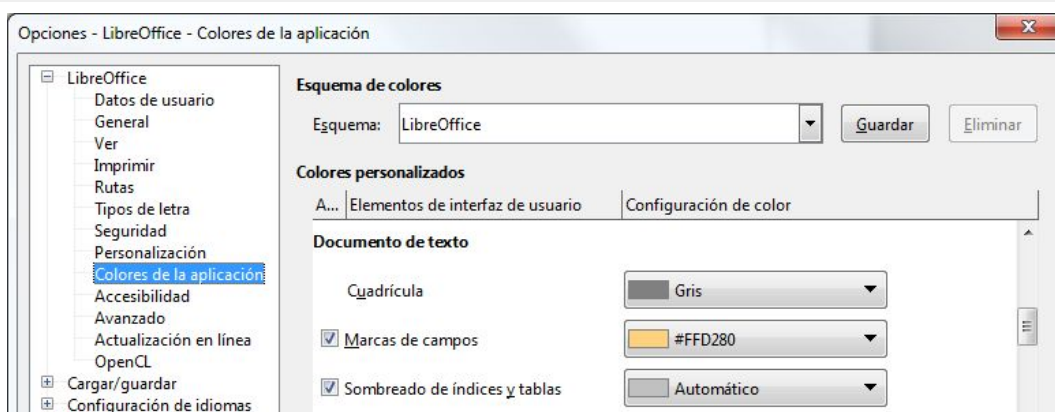 Opciones - LibreOffice - Colores de la aplicación
LibreOffice
Datos de usuario
General
Ver
Imprimir
Rutas
Tipos de letra
Seguridad
Personalización
Colores de la aplicación
Accesibilidad
Avanzado
Actualización en línea
OpenCL
Cargar/guardar
Configuración de idiomas
Esquema de colores
Esquema: LibreOffice Guardar Eliminar
Colores personalizados
A... Elementos de interfaz de usuario Configuración de color
Documento de texto
Cuadrícula Gris
Marcas de campos #FFD280
Sombreado de índices y tablas Automático